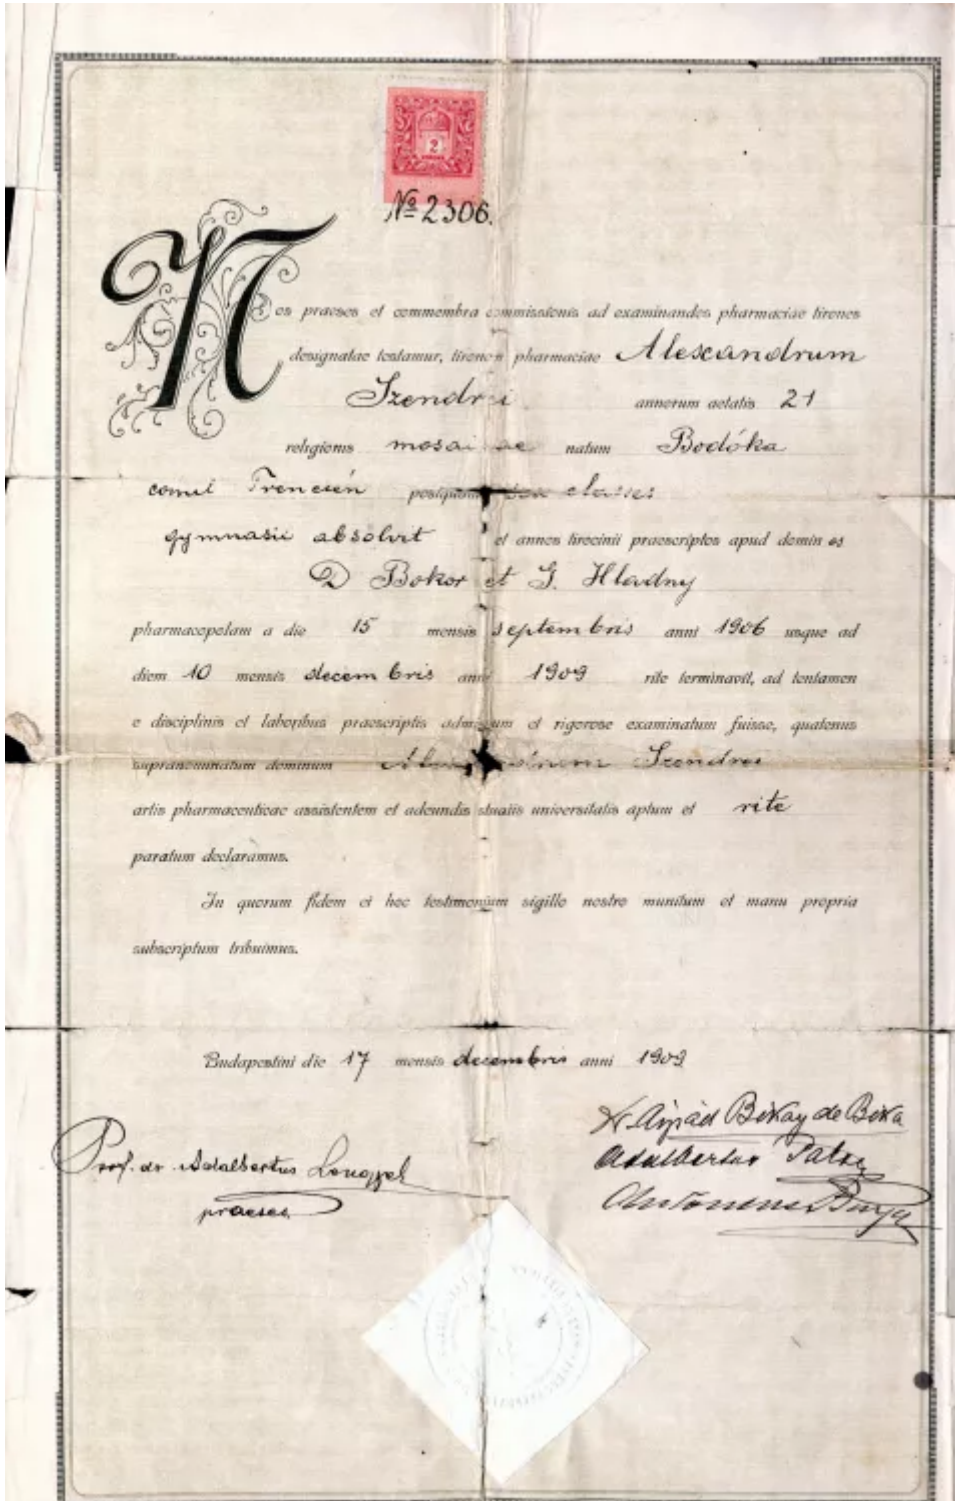 2
№ 2306.
Nos praeses et commembra commissionis ad examinandos pharmaciae tirones
designatae testamur, tironem pharmaciae Alexandrum
Szendrei annorum aetatis 21
religionis mosaicae natum Bodóka
comit Trencsén postquam sex classes
gymnasii absolvit et annos tirocinii praescriptos apud domin os
D Bokor et G. Hladny
pharmacopolam a die 15 mensis septembris anni 1906 usque ad
diem 10 mensis decembris anni 1909 rite terminavit, ad tentamen
e disciplinis et laboribus praescriptis admissum et rigorose examinatum fuisse, quatenus
supranominatum dominum Alexandrum Szendrei
artis pharmaceuticae assistentem et adeundis studiis universitatis aptum et rite
paratum declaramus.
In quorum fidem et hoc testimonium sigillo nostro munitum et manu propria
subscriptum tribuimus.
Budapestini die 17 mensis decembris anni 1909
Dr Árpád Bókay de Bóka
Prof. dr Adalbertus Lengyel
Adalbertus
praeses
Antonius